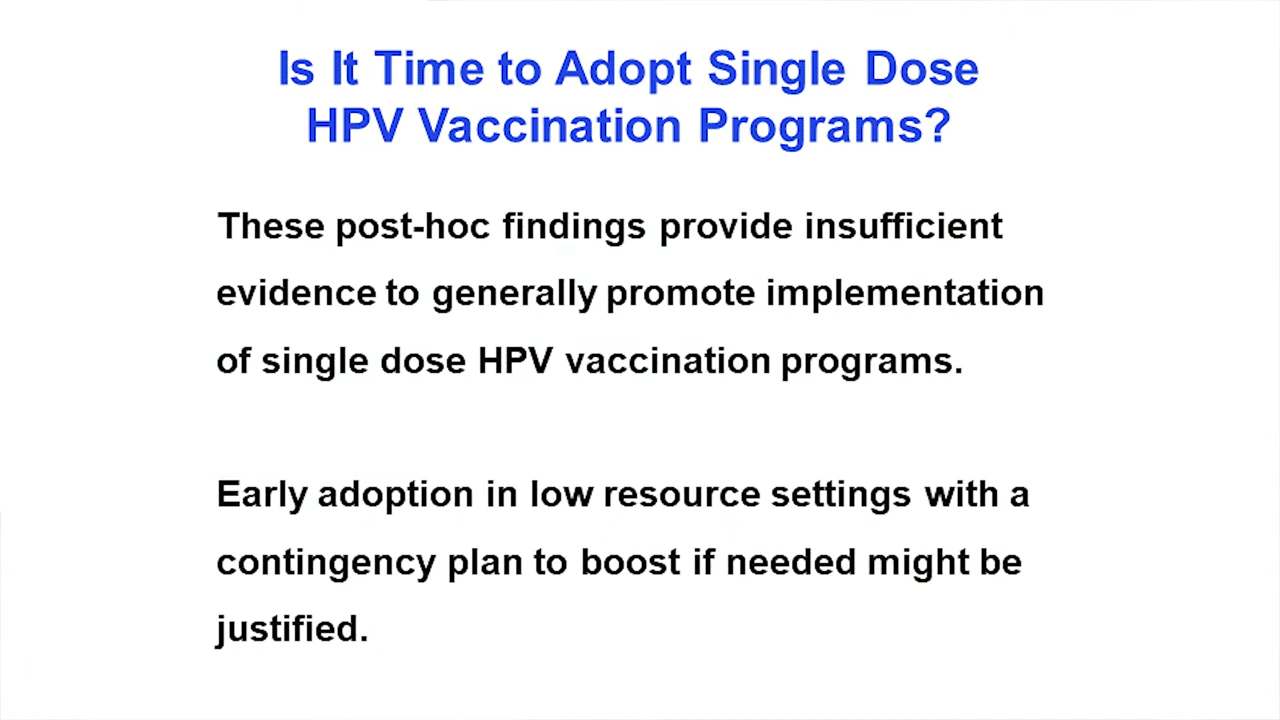 Is It Time to Adopt Single Dose
HPV Vaccination Programs?
These post-hoc findings provide insufficient
evidence to generally promote implementation
of single dose HPV vaccination programs.
Early adoption in low resource settings with a
contingency plan to boost if needed might be
justified.